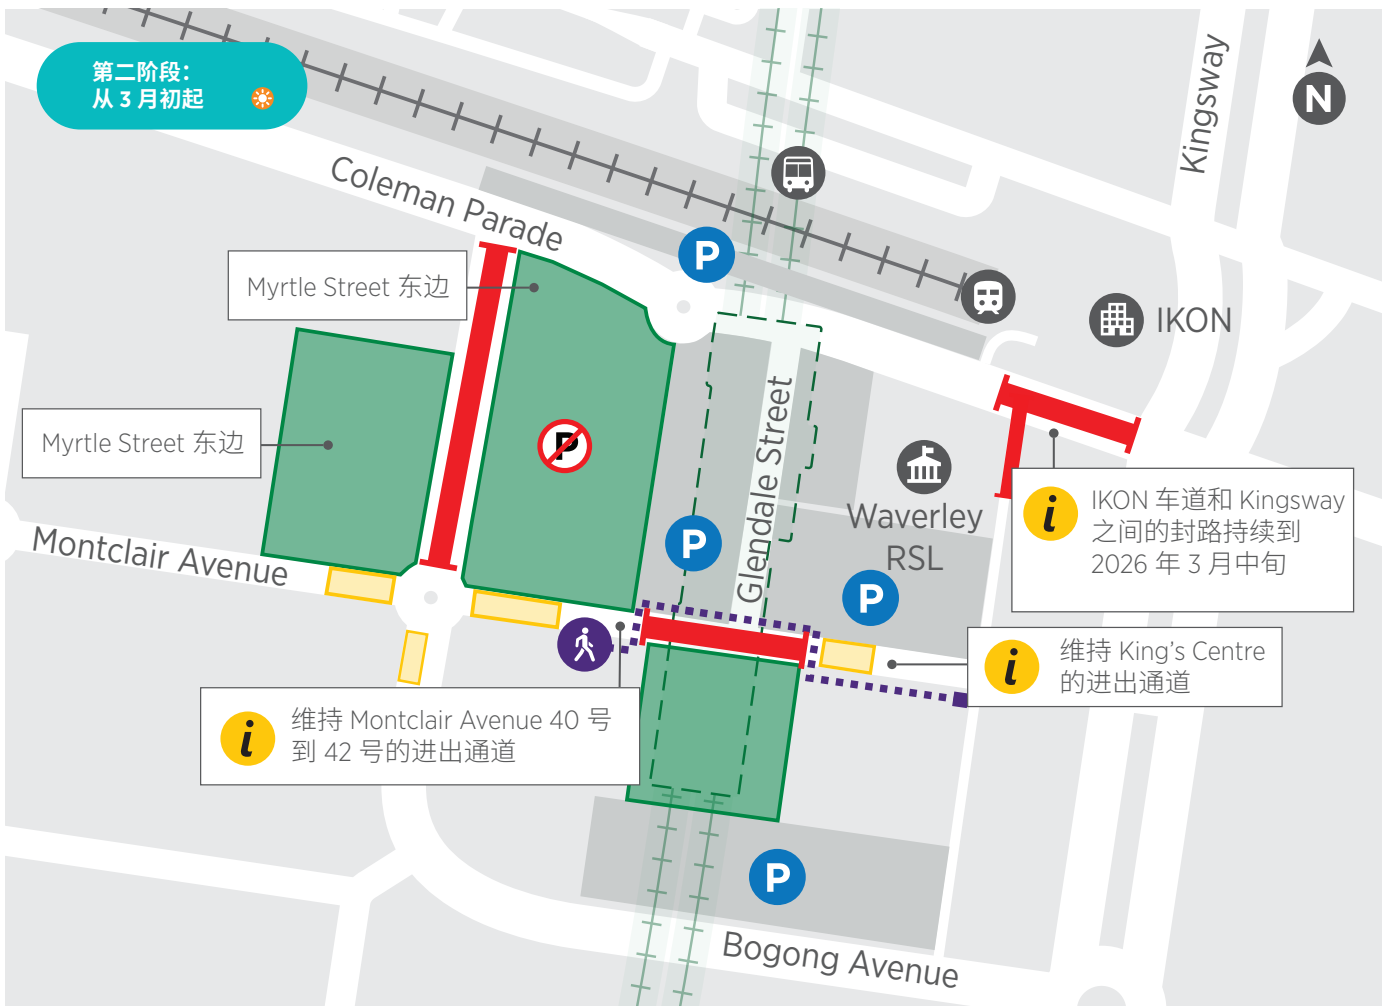 第二阶段：
从 3 月初起
Kingsway
N
Coleman Parade
P
Myrtle Street 东边
IKON
Myrtle Street 东边
P
Glendale Street
Waverley
RSL
P
P
i
IKON 车道和 Kingsway
之间的封路持续到
2026 年 3 月中旬
Montclair Avenue
i
维持 King’s Centre
的进出通道
i
维持 Montclair Avenue 40 号
到 42 号的进出通道
P
Bogong Avenue